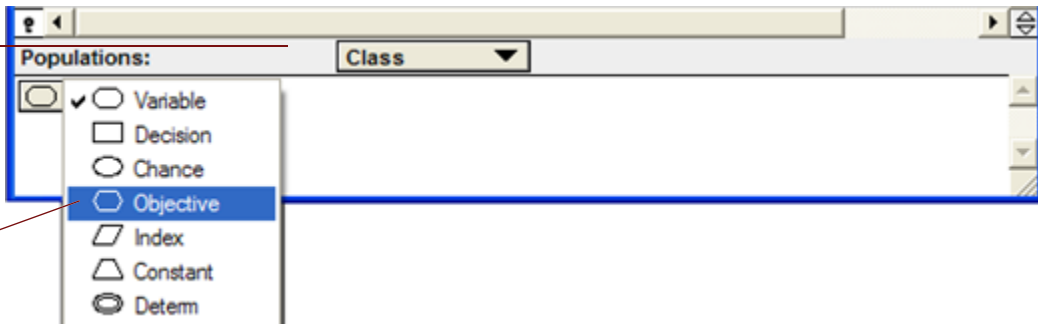 Populations: Class
Variable
Decision
Chance
Objective
Index
Constant
Determ